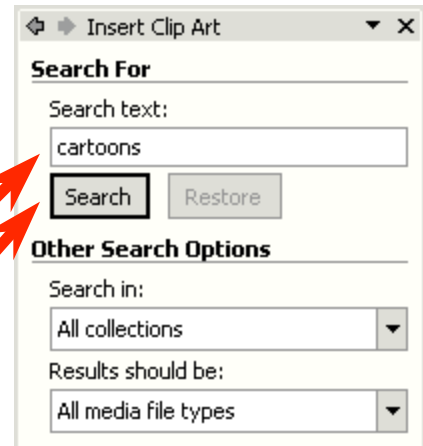 Insert Clip Art
Search For
Search text:
cartoons
Search Restore
Other Search Options
Search in:
All collections
Results should be:
All media file types